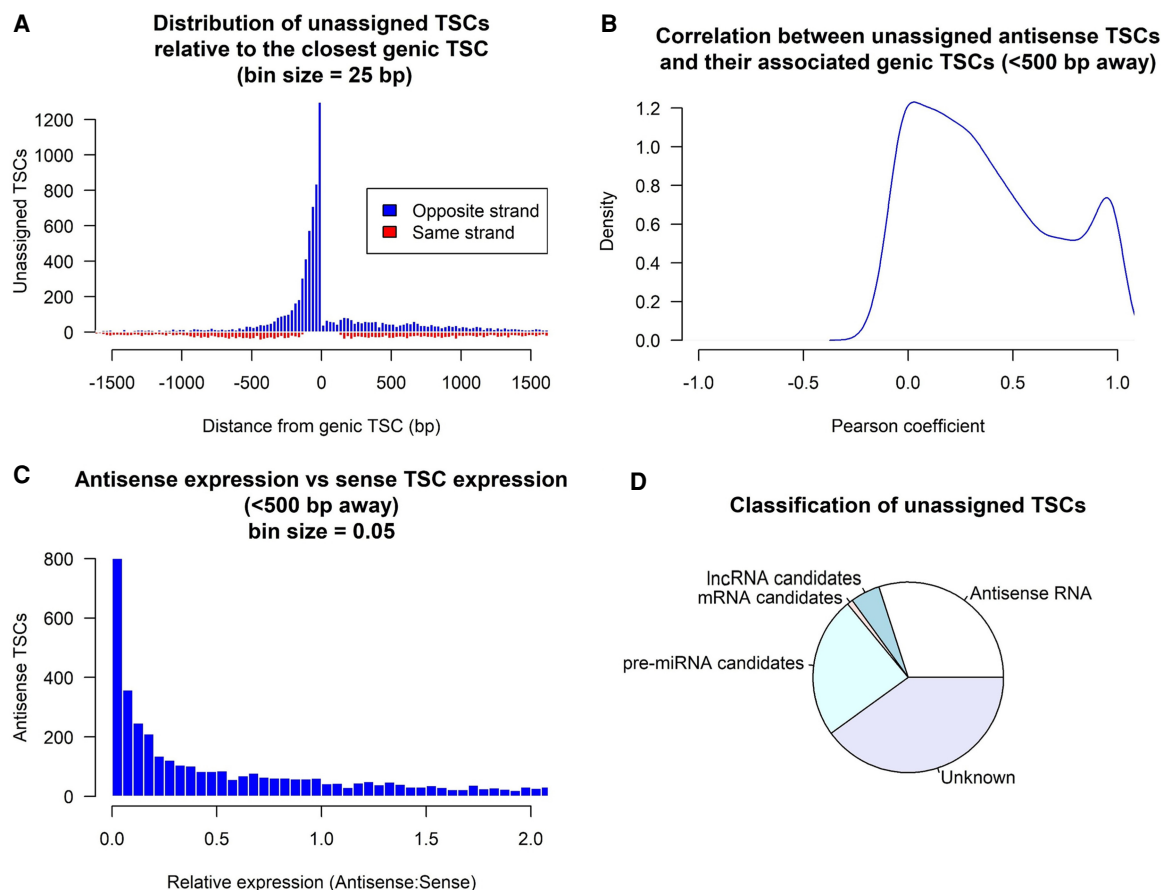 A
Distribution of unassigned TSCs
relative to the closest genic TSC
(bin size = 25 bp)
Unassigned TSCs
1200
1000
800
600
400
200
0
Opposite strand
Same strand
-1500 -1000 -500 0 500 1000 1500
Distance from genic TSC (bp)
B
Correlation between unassigned antisense TSCs
and their associated genic TSCs (<500 bp away)
Density
1.2
1.0
0.8
0.6
0.4
0.2
0.0
-1.0 -0.5 0.0 0.5 1.0
Pearson coefficient
C
Antisense expression vs sense TSC expression
(<500 bp away)
bin size = 0.05
Antisense TSCs
800
600
400
200
0
0.0 0.5 1.0 1.5 2.0
Relative expression (Antisense:Sense)
D
Classification of unassigned TSCs
lncRNA candidates
mRNA candidates
Antisense RNA
pre-miRNA candidates
Unknown